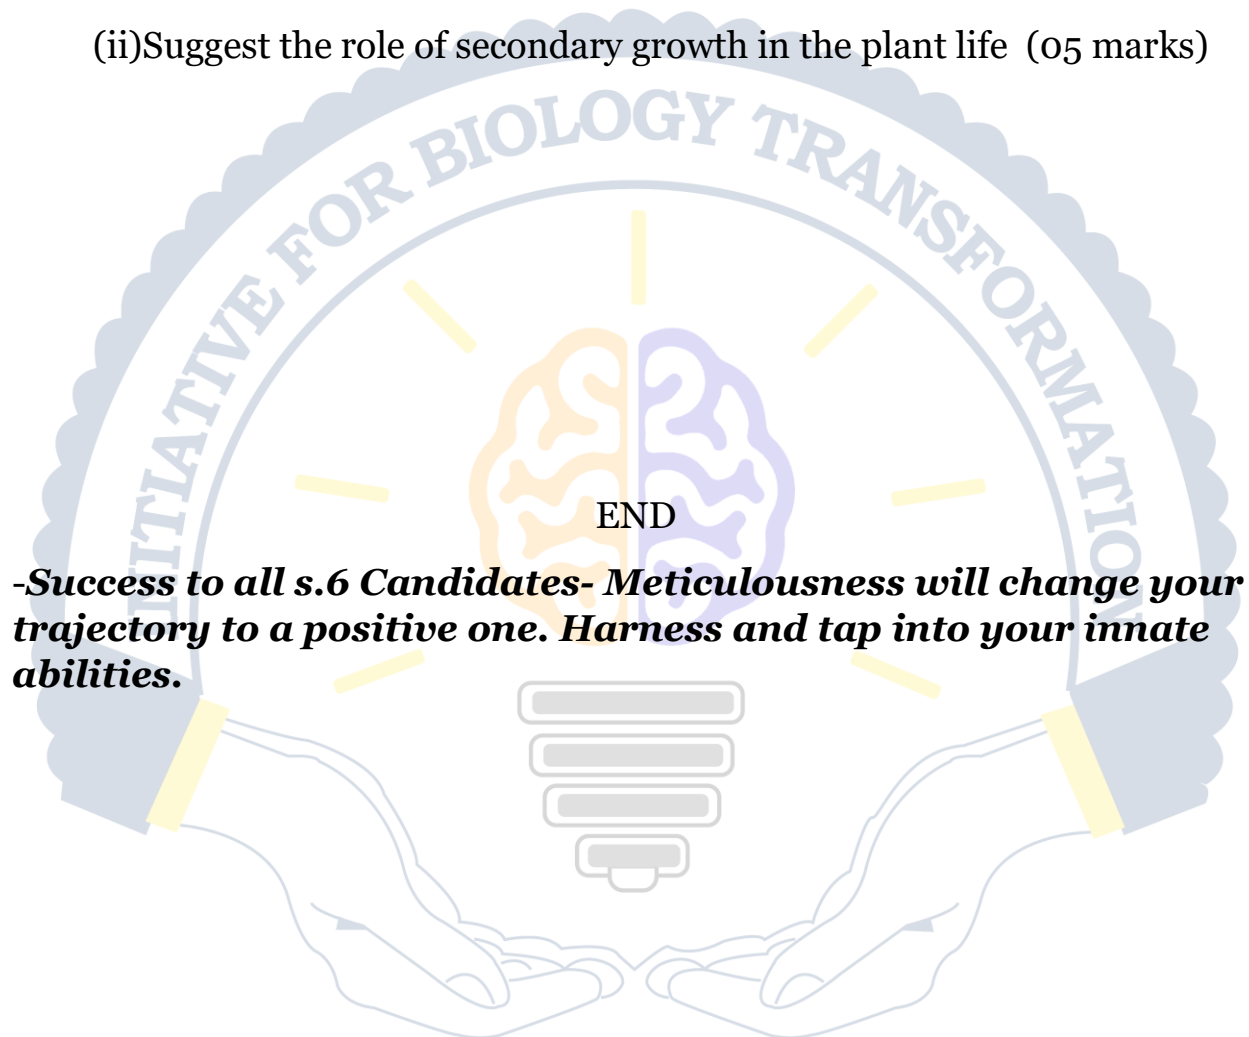 (ii)Suggest the role of secondary growth in the plant life (05 marks)
INITIATIVE FOR BIOLOGY TRANSFORMATION
END
-Success to all s.6 Candidates- Meticulousness will change your
trajectory to a positive one. Harness and tap into your innate
abilities.